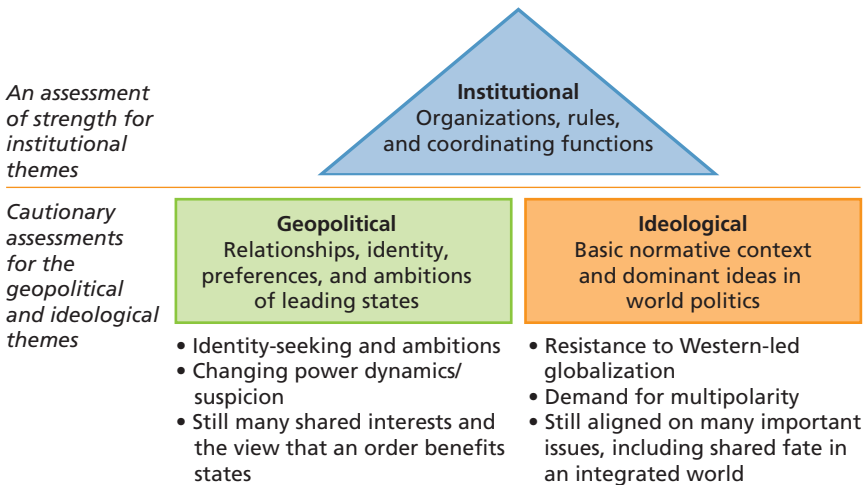 An assessment
of strength for
institutional
themes
Institutional
Organizations, rules,
and coordinating functions
Cautionary
assessments
for the
geopolitical
and ideological
themes
Geopolitical
Relationships, identity,
preferences, and ambitions
of leading states
• Identity-seeking and ambitions
• Changing power dynamics/
suspicion
• Still many shared interests and
the view that an order benefits
states
Ideological
Basic normative context
and dominant ideas in
world politics
• Resistance to Western-led
globalization
• Demand for multipolarity
• Still aligned on many important
issues, including shared fate in
an integrated world